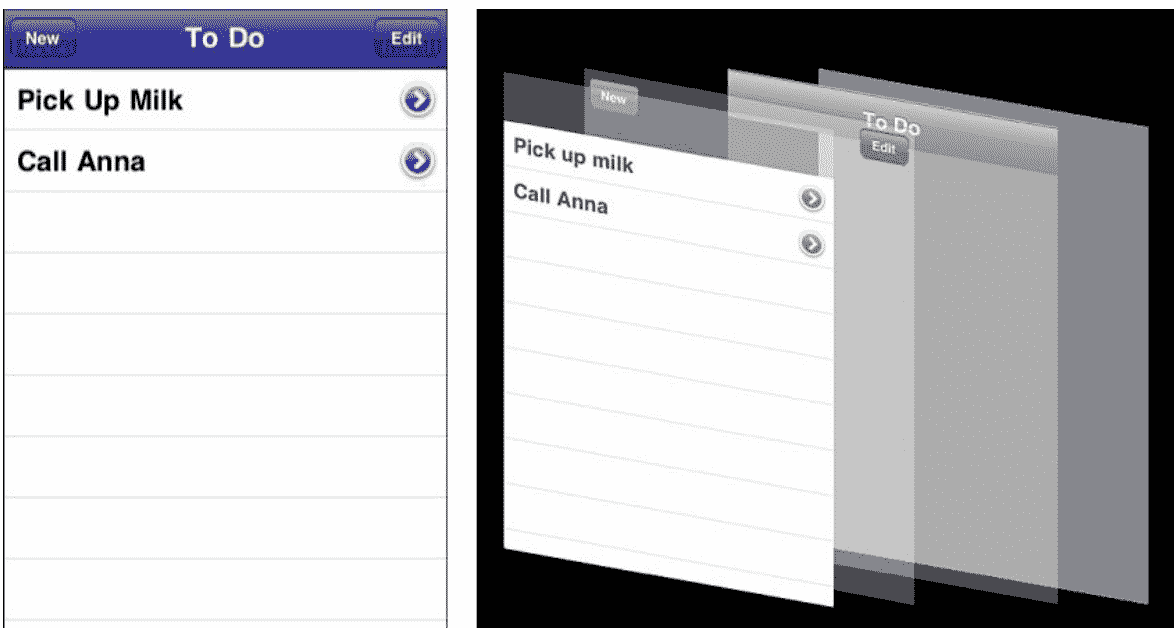 New To Do Edit
Pick Up Milk
Call Anna
New
To Do
Edit
Pick up milk
Call Anna